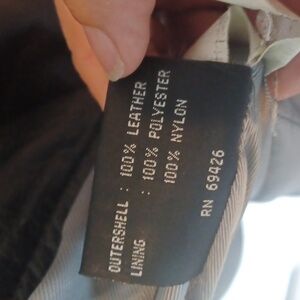 OUTERSHELL : 100% LEATHER
LINING : 100% POLYESTER
100% NYLON
RN 69426